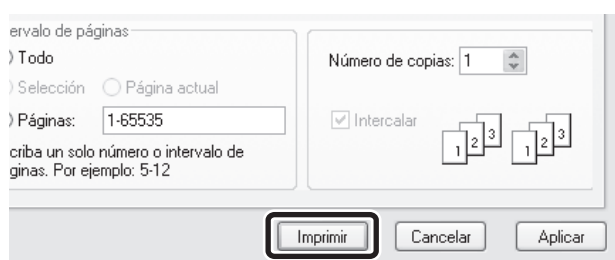 ervalo de páginas
Todo
Selección Página actual
Páginas: 1-65535
criba un solo número o intervalo de
ginas. Por ejemplo: 5-12
Número de copias: 1
Intercalar
1 2 3 1 2 3
Imprimir Cancelar Aplicar